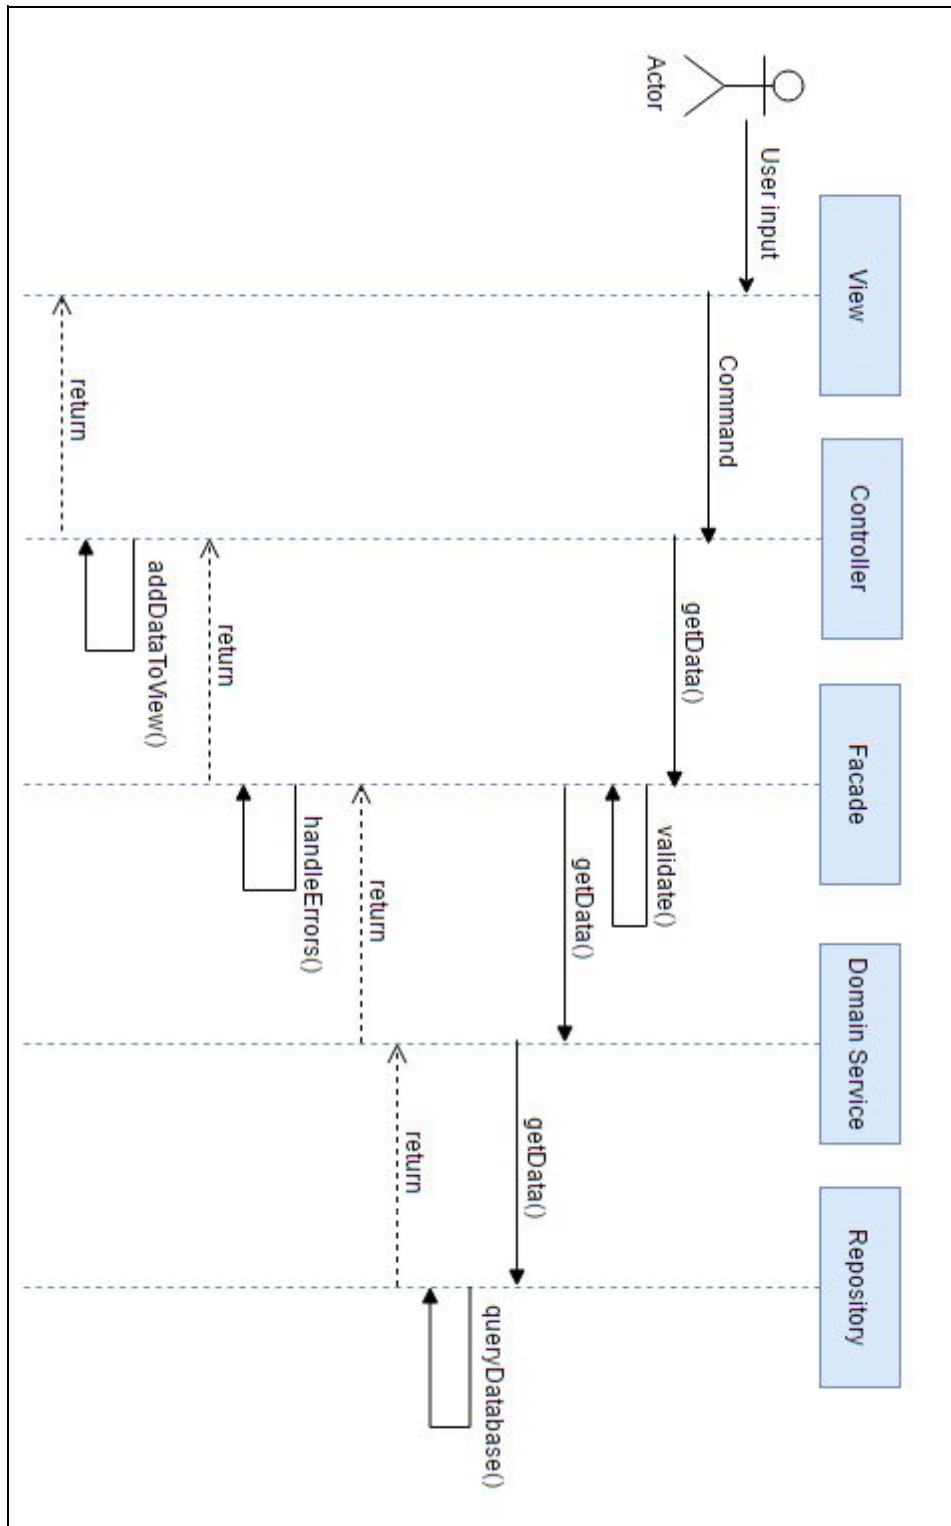 Actor
User input
View
Controller
Facade
Domain Service
Repository
Command
getData()
validate()
getData()
getData()
queryDatabase()
return
return
handleErrors()
return
addDataToView()
return